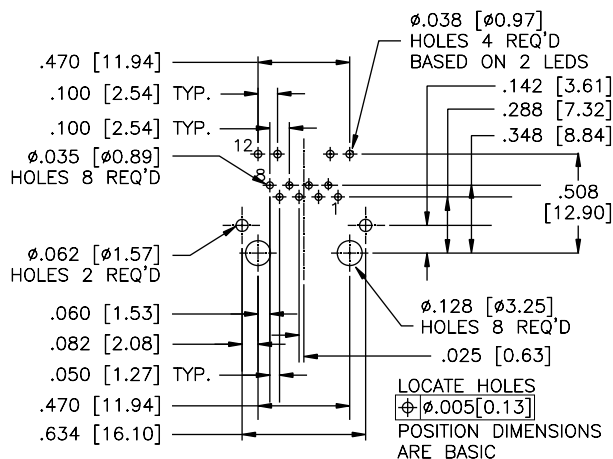 ø.038 [ø0.97]
HOLES 4 REQ'D
BASED ON 2 LEDS
.470 [11.94]
.142 [3.61]
.100 [2.54] TYP.
.288 [7.32]
.100 [2.54] TYP.
.348 [8.84]
12
ø.035 [ø0.89]
HOLES 8 REQ'D
8
.508
[12.90]
1
ø.062 [ø1.57]
HOLES 2 REQ'D
ø.128 [ø3.25]
HOLES 8 REQ'D
.060 [1.53]
.082 [2.08]
.025 [0.63]
.050 [1.27] TYP.
LOCATE HOLES
⌖ ø.005[0.13]
.470 [11.94]
POSITION DIMENSIONS
.634 [16.10]
ARE BASIC